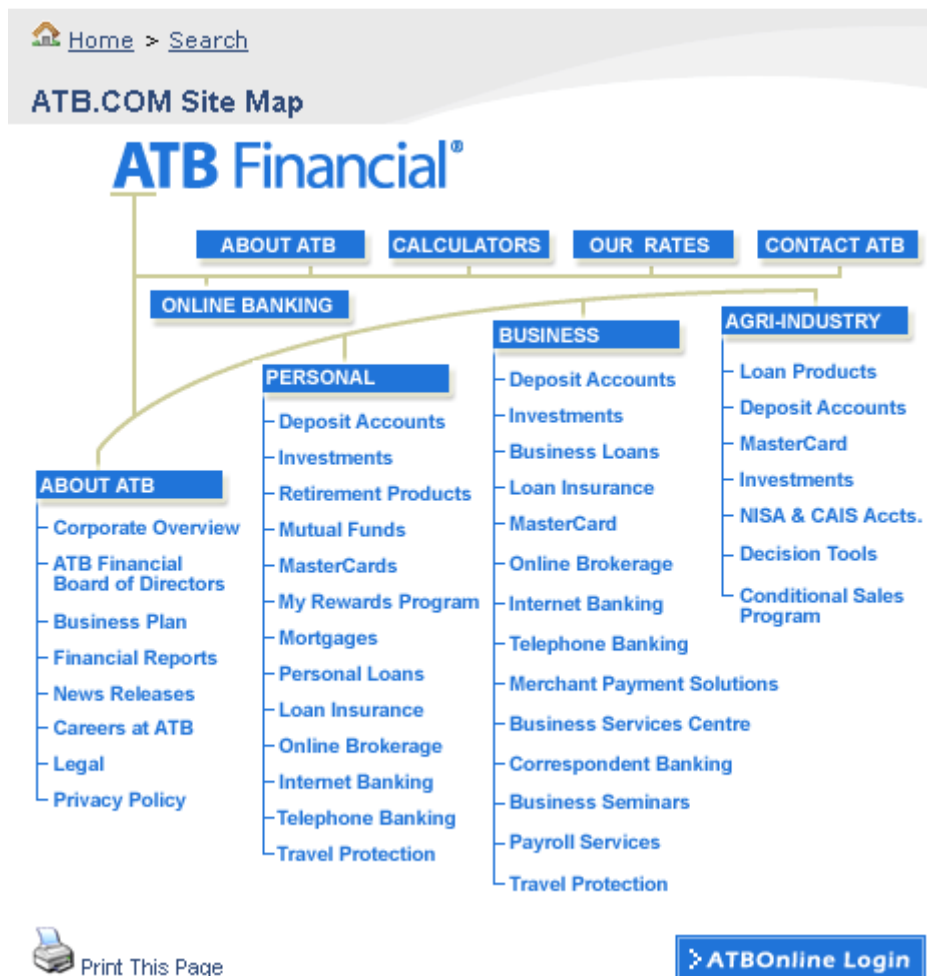 Home > Search
ATB.COM Site Map
ATB Financial®
ABOUT ATB
CALCULATORS
OUR RATES
CONTACT ATB
ONLINE BANKING
ABOUT ATB
Corporate Overview
ATB Financial
Board of Directors
Business Plan
Financial Reports
News Releases
Careers at ATB
Legal
Privacy Policy
PERSONAL
Deposit Accounts
Investments
Retirement Products
Mutual Funds
MasterCards
My Rewards Program
Mortgages
Personal Loans
Loan Insurance
Online Brokerage
Internet Banking
Telephone Banking
Travel Protection
BUSINESS
Deposit Accounts
Investments
Business Loans
Loan Insurance
MasterCard
Online Brokerage
Internet Banking
Telephone Banking
Merchant Payment Solutions
Business Services Centre
Correspondent Banking
Business Seminars
Payroll Services
Travel Protection
AGRI-INDUSTRY
Loan Products
Deposit Accounts
MasterCard
Investments
NISA & CAIS Accts.
Decision Tools
Conditional Sales
Program
Print This Page
ATBOnline Login